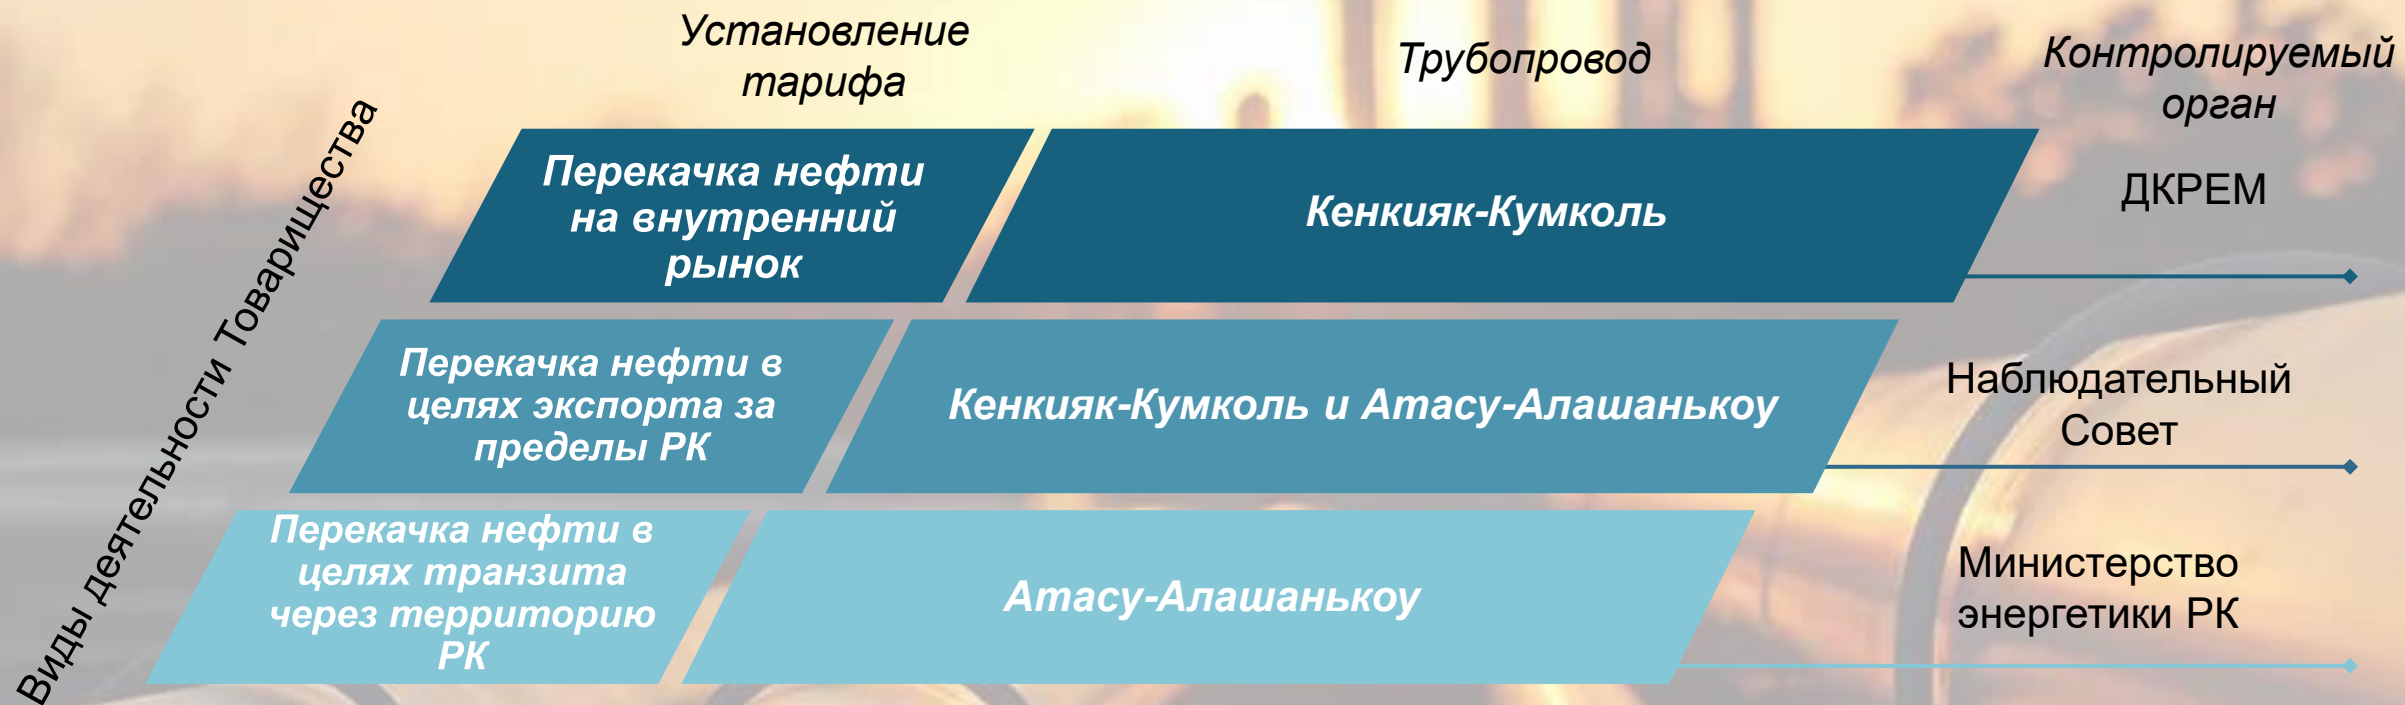 Установление
тарифа
Трубопровод
Контролируемый
орган
Виды деятельности Товарищества
Перекачка нефти
на внутренний
рынок
Кенкияк-Кумколь
ДКРЕМ
Перекачка нефти в
целях экспорта за
пределы РК
Кенкияк-Кумколь и Атасу-Алашанькоу
Наблюдательный
Совет
Перекачка нефти в
целях транзита
через территорию
РК
Атасу-Алашанькоу
Министерство
энергетики РК